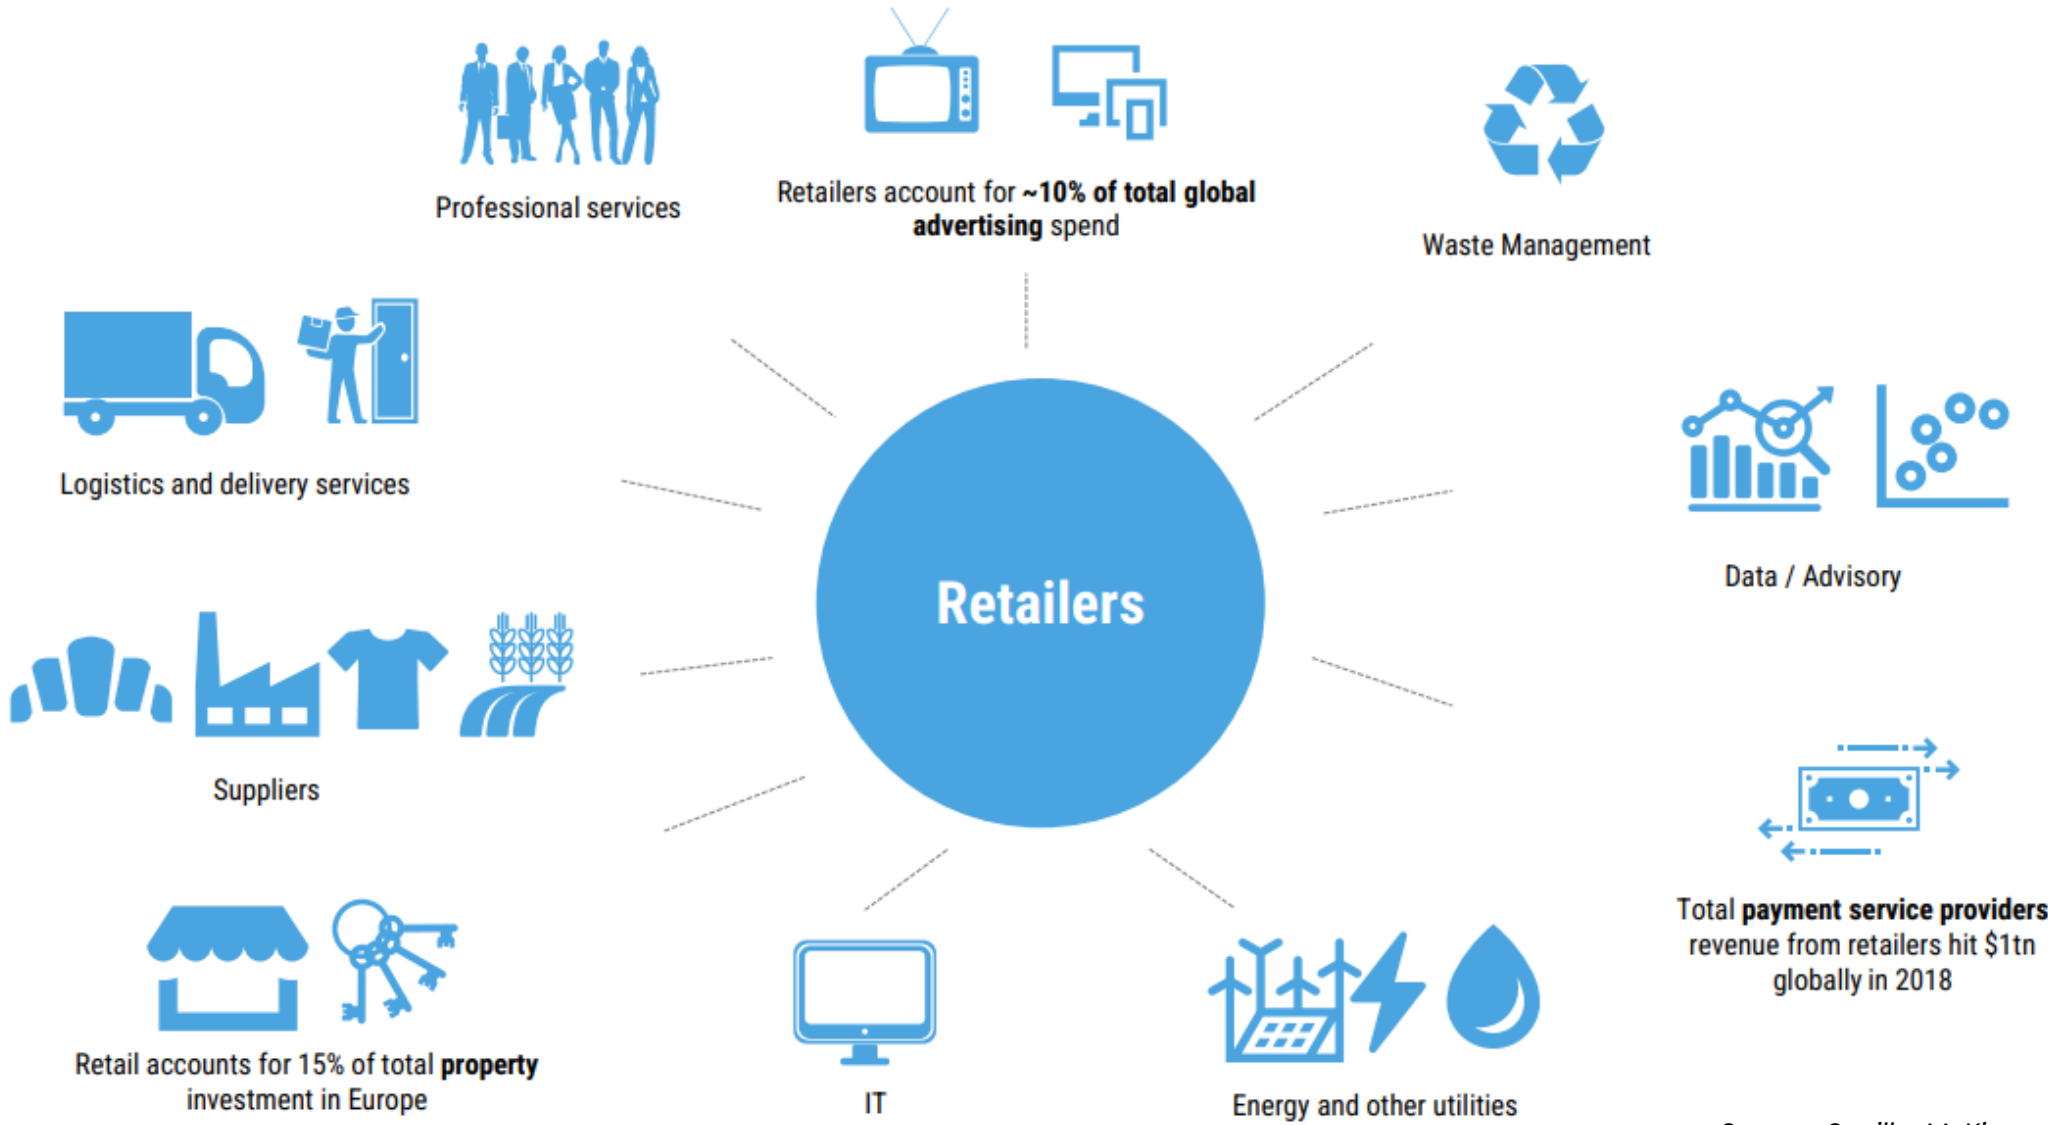 Professional services
Retailers account for ~10% of total global
advertising spend
Waste Management
Logistics and delivery services
Data / Advisory
Retailers
Suppliers
Total payment service providers
revenue from retailers hit $1tn
globally in 2018
Retail accounts for 15% of total property
investment in Europe
IT
Energy and other utilities